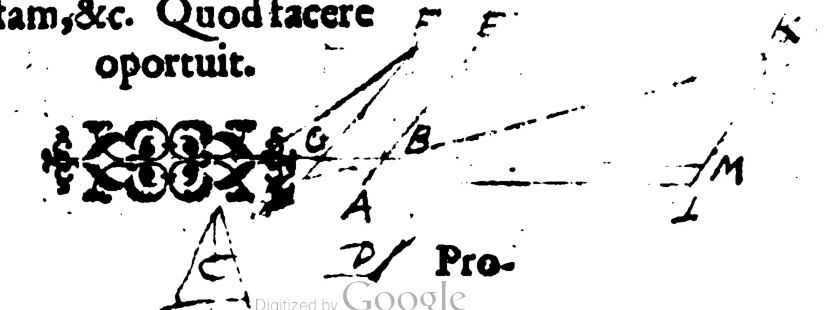 tam, &c. Quod facere
oportuit.
F E K
G B
A M
L
C D Pro-
Digitized by Google